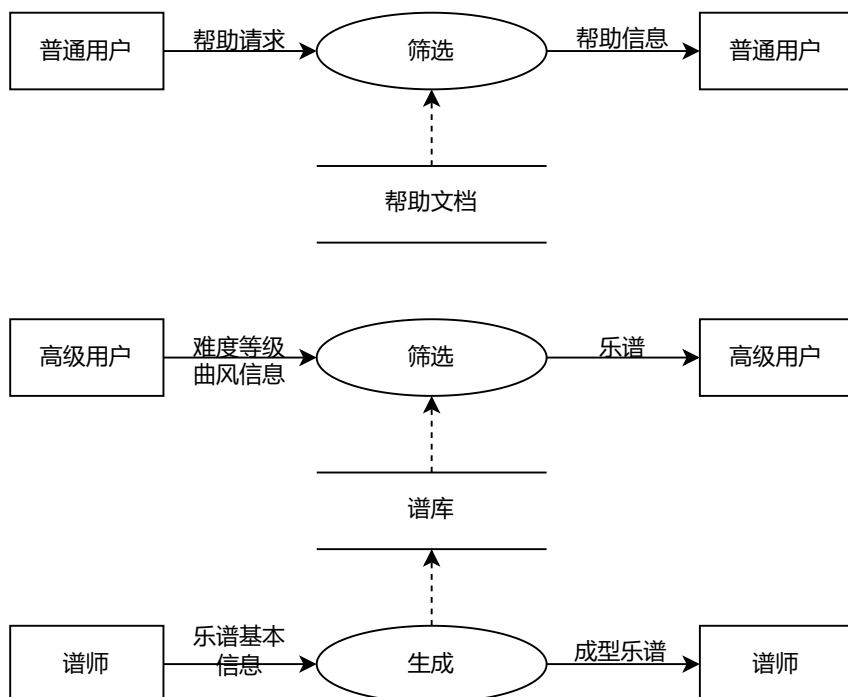 普通用户
帮助请求
筛选
帮助信息
普通用户
帮助文档
高级用户
难度等级
曲风信息
筛选
乐谱
高级用户
谱库
谱师
乐谱基本
信息
生成
成型乐谱
谱师